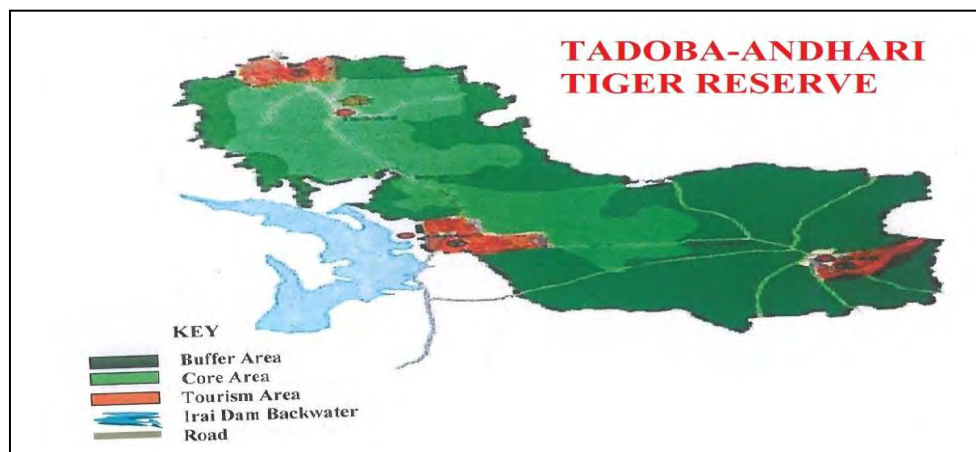 TADOBA-ANDHARI
TIGER RESERVE
KEY
Buffer Area
Core Area
Tourism Area
Irai Dam Backwater
Road